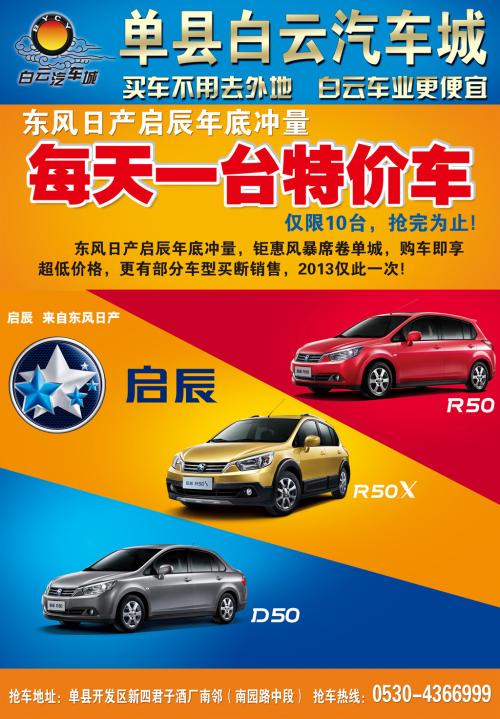 BYCC
白云汽车城
单县白云汽车城
买车不用去外地 白云车业更便宜
东风日产启辰年底冲量
每天一台特价车
仅限10台，抢完为止！
东风日产启辰年底冲量，钜惠风暴席卷单城，购车即享
超低价格，更有部分车型买断销售，2013仅此一次！
启辰 来自东风日产
启辰
R50
启辰 R50X
R50X
D50
抢车地址：单县开发区新四君子酒厂南邻（南园路中段） 抢车热线：0530-4366999